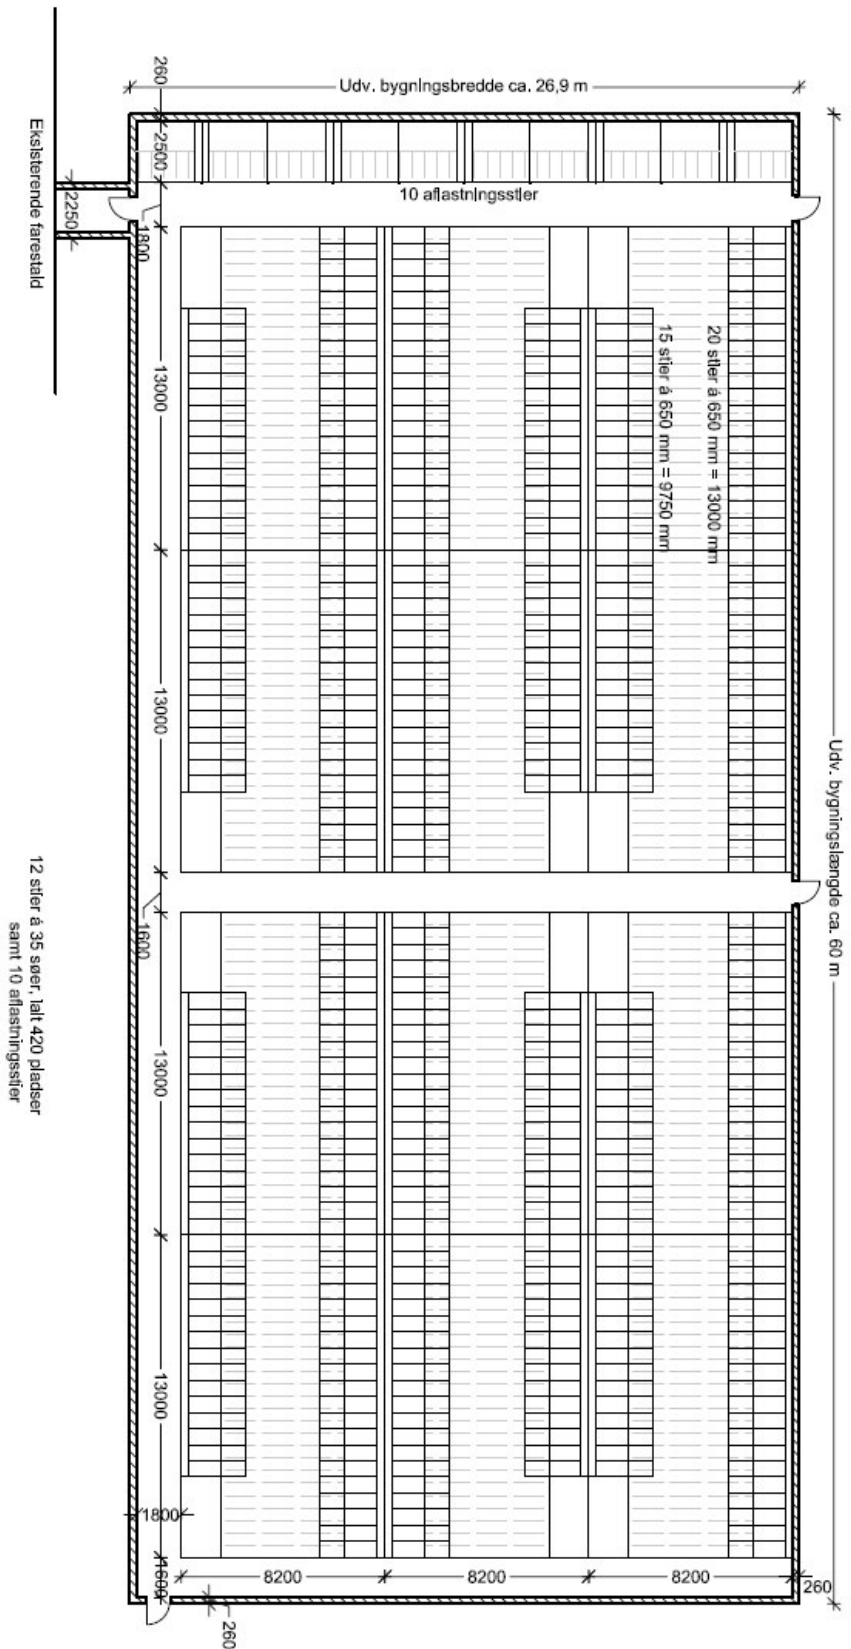 Udv. bygningsbredde ca. 26,9 m
260
2500
10 aflastningsstier
Eksisterende farestald
2250
1800
20 stier á 650 mm = 13000 mm
15 stier á 650 mm = 9750 mm
13000
13000
Udv. bygningslængde ca. 60 m
1600
12 stier á 35 søer, Ialt 420 pladser
samt 10 aflastningsstier
13000
13000
1800
1600
8200
8200
8200
260
260